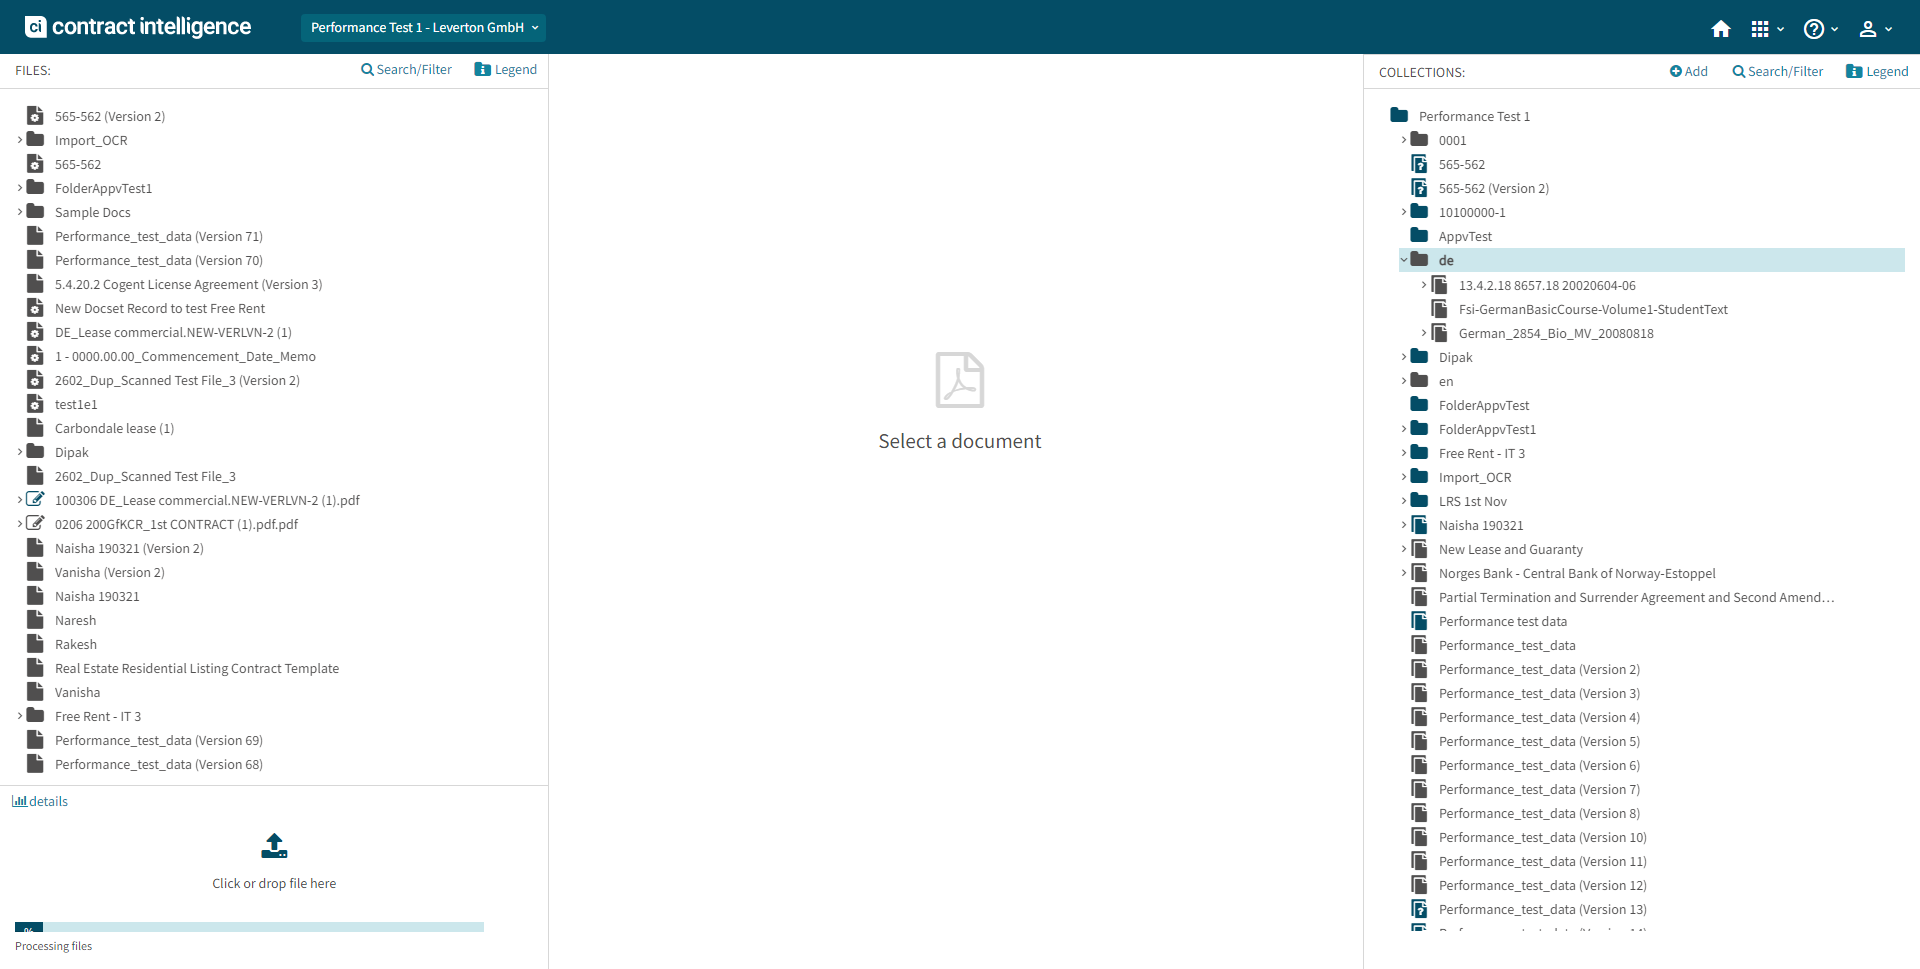 ci contract intelligence
Performance Test 1 - Leverton GmbH
FILES:
Search/Filter
Legend
565-562 (Version 2)
Import_OCR
565-562
FolderAppvTest1
Sample Docs
Performance_test_data (Version 71)
Performance_test_data (Version 70)
5.4.20.2 Cogent License Agreement (Version 3)
New Docset Record to test Free Rent
DE_Lease commercial.NEW-VERLVN-2 (1)
1 - 0000.00.00_Commencement_Date_Memo
2602_Dup_Scanned Test File_3 (Version 2)
test1e1
Carbondale lease (1)
Dipak
2602_Dup_Scanned Test File_3
100306 DE_Lease commercial.NEW-VERLVN-2 (1).pdf
0206 200GfKCR_1st CONTRACT (1).pdf.pdf
Naisha 190321 (Version 2)
Vanisha (Version 2)
Naisha 190321
Naresh
Rakesh
Real Estate Residential Listing Contract Template
Vanisha
Free Rent - IT 3
Performance_test_data (Version 69)
Performance_test_data (Version 68)
details
Click or drop file here
%
Processing files
Select a document
COLLECTIONS:
Add
Search/Filter
Legend
Performance Test 1
0001
565-562
565-562 (Version 2)
10100000-1
AppvTest
de
13.4.2.18 8657.18 20020604-06
Fsi-GermanBasicCourse-Volume1-StudentText
German_2854_Bio_MV_20080818
Dipak
en
FolderAppvTest
FolderAppvTest1
Free Rent - IT 3
Import_OCR
LRS 1st Nov
Naisha 190321
New Lease and Guaranty
Norges Bank - Central Bank of Norway-Estoppel
Partial Termination and Surrender Agreement and Second Amend…
Performance test data
Performance_test_data
Performance_test_data (Version 2)
Performance_test_data (Version 3)
Performance_test_data (Version 4)
Performance_test_data (Version 5)
Performance_test_data (Version 6)
Performance_test_data (Version 7)
Performance_test_data (Version 8)
Performance_test_data (Version 10)
Performance_test_data (Version 11)
Performance_test_data (Version 12)
Performance_test_data (Version 13)